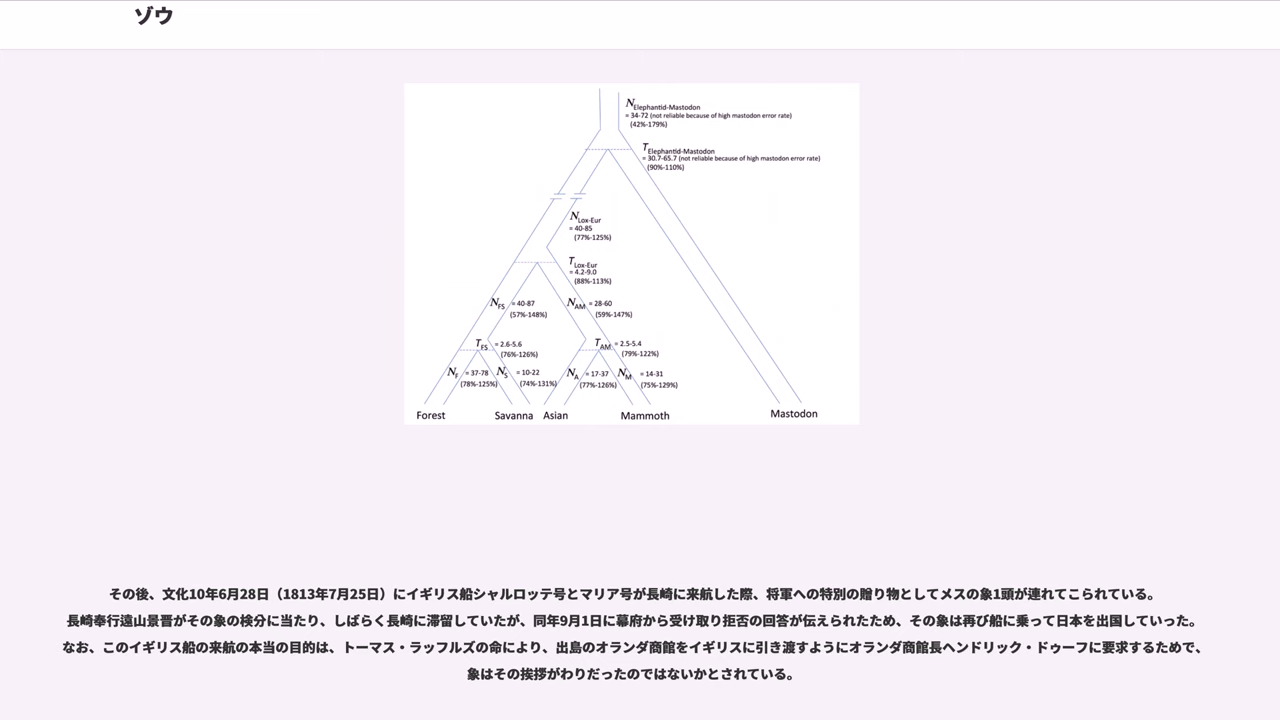 ゾウ
N Elephantid-Mastodon
= 34-72 (not reliable because of high mastodon error rate)
(42%-179%)
T Elephantid-Mastodon
= 30.7-65.7 (not reliable because of high mastodon error rate)
(90%-110%)
N Lox-Eur
= 40-85
(77%-125%)
T Lox-Eur
= 4.2-9.0
(88%-113%)
N FS = 40-87
(57%-148%)
N AM = 28-60
(59%-147%)
T FS = 2.6-5.6
(76%-126%)
T AM = 2.5-5.4
(79%-122%)
N F = 37-78
(78%-125%)
N S = 10-22
(74%-131%)
N A = 17-37
(77%-126%)
N M = 14-31
(75%-129%)
Forest Savanna Asian Mammoth Mastodon
その後、文化10年6月28日（1813年7月25日）にイギリス船シャルロッテ号とマリア号が長崎に来航した際、将軍への特別の贈り物としてメスの象1頭が連れてこられている。
長崎奉行遠山景晋がその象の検分に当たり、しばらく長崎に滞留していたが、同年9月1日に幕府から受け取り拒否の回答が伝えられたため、その象は再び船に乗って日本を出国していった。
なお、このイギリス船の来航の本当の目的は、トーマス・ラッフルズの命により、出島のオランダ商館をイギリスに引き渡すようにオランダ商館長ヘンドリック・ドゥーフに要求するためで、
象はその挨拶がわりだったのではないかとされている。